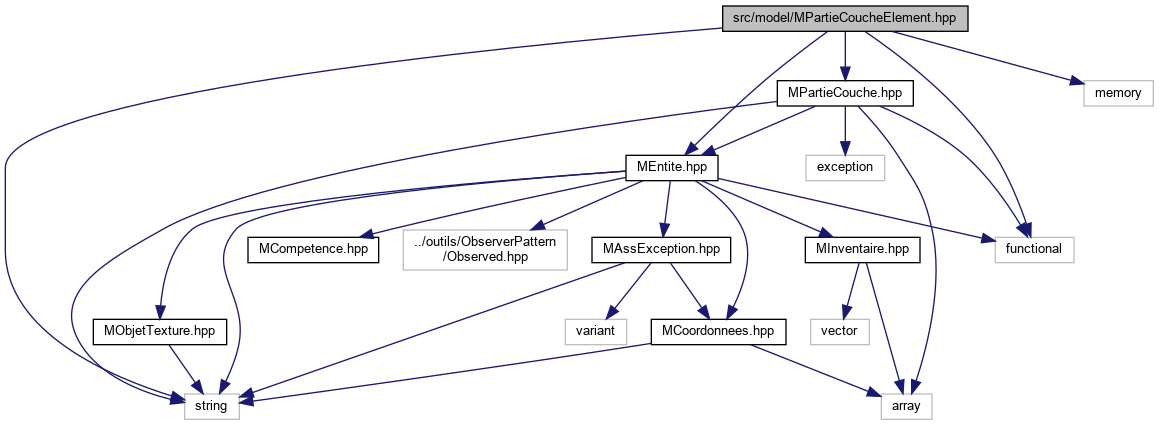 src/model/MPartieCoucheElement.hpp
MPartieCouche.hpp
memory
MEntite.hpp
exception
MCompetence.hpp
../outils/ObserverPattern
/Observed.hpp
MAssException.hpp
MInventaire.hpp
functional
MObjetTexture.hpp
variant
MCoordonnees.hpp
vector
string
array